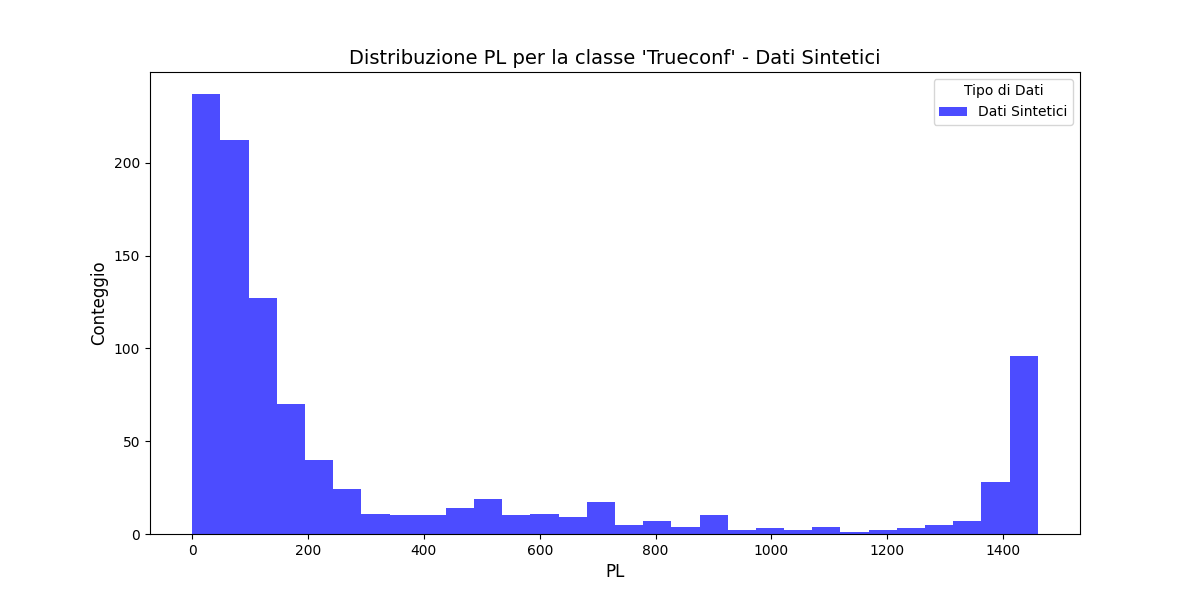 Distribuzione PL per la classe 'Trueconf' - Dati Sintetici
Tipo di Dati
Dati Sintetici
Conteggio
200
150
100
50
0
0 200 400 600 800 1000 1200 1400
PL